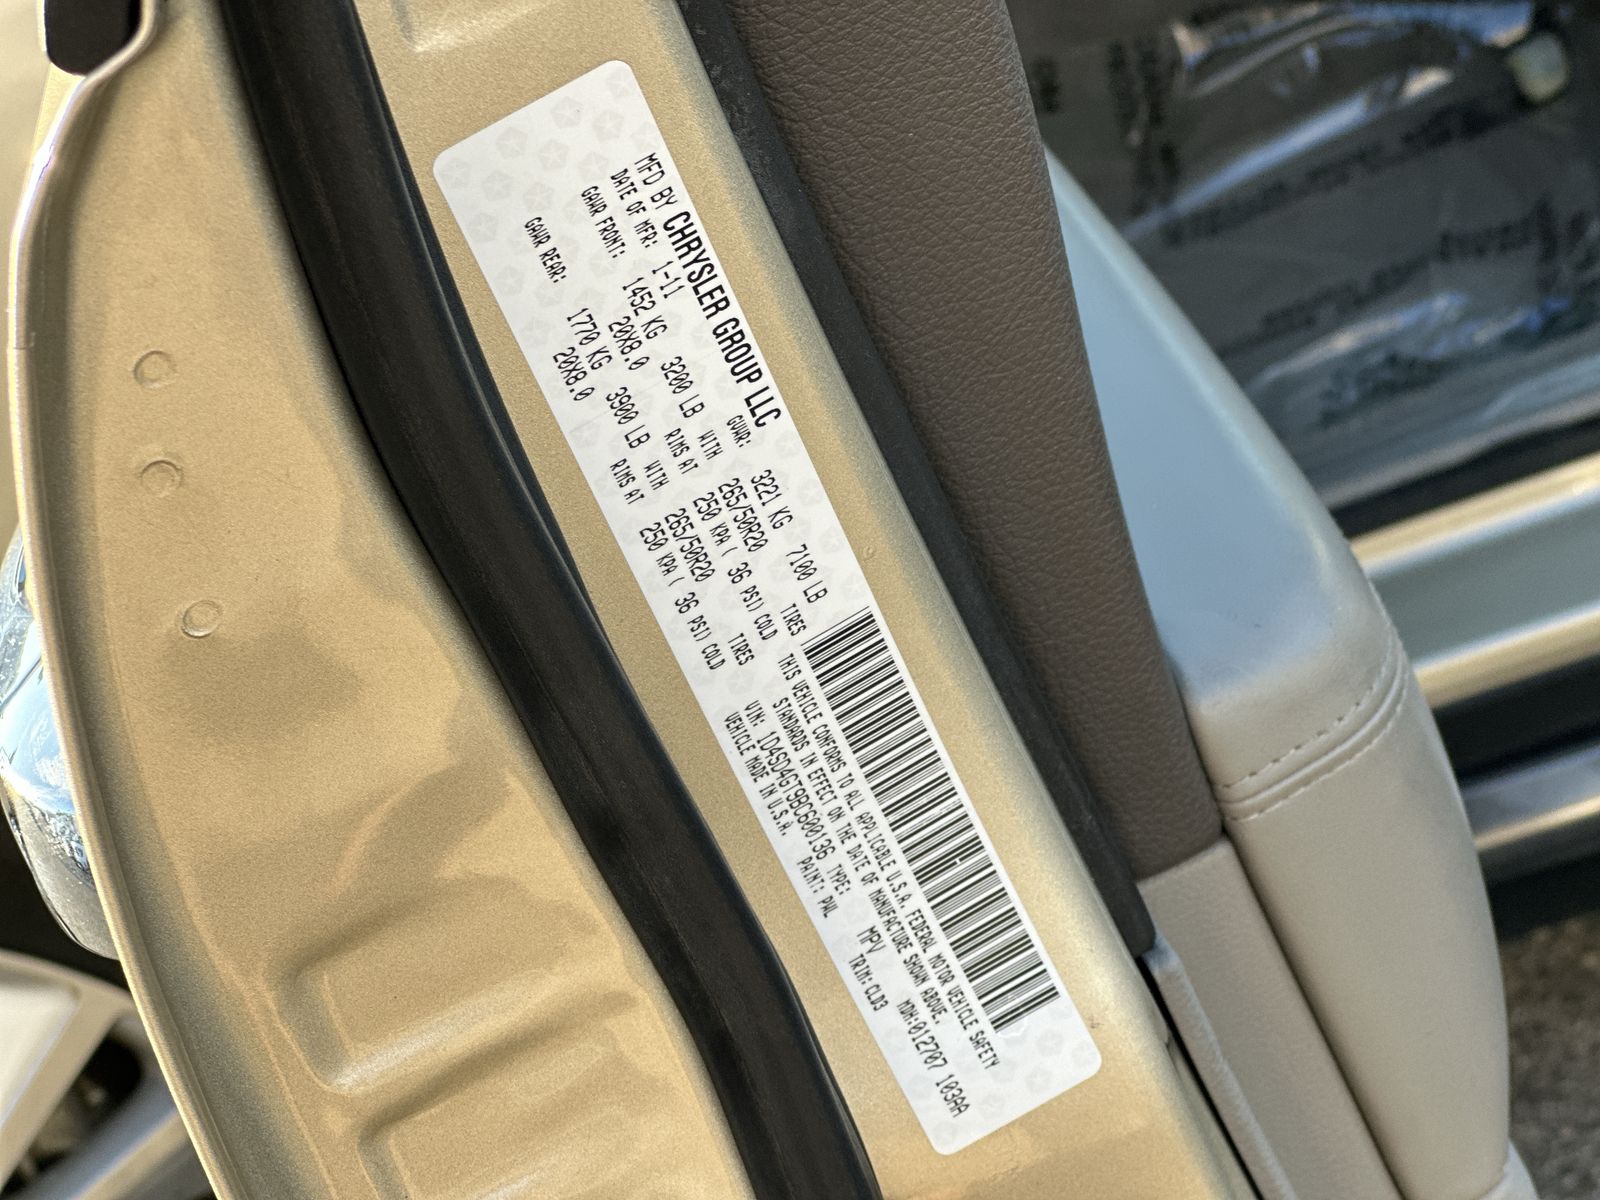 MFD BY CHRYSLER GROUP LLC
DATE OF MFR: 1-11 GVWR: 3221 KG 7100 LB
GAWR FRONT: 1452 KG 3200 LB WITH 265/50R20 TIRES
20X8.0 RIMS AT 250 KPA ( 36 PSI) COLD
GAWR REAR: 1770 KG 3900 LB WITH 265/50R20 TIRES
20X8.0 RIMS AT 250 KPA ( 36 PSI) COLD
THIS VEHICLE CONFORMS TO ALL APPLICABLE U.S.A. FEDERAL MOTOR VEHICLE SAFETY
STANDARDS IN EFFECT ON THE DATE OF MANUFACTURE SHOWN ABOVE.
MDH:012707 103AA
VIN: 1D4SD4GT9BC600136 TYPE: MPV
VEHICLE MADE IN U.S.A. PAINT: PWL TRIM:CLD3